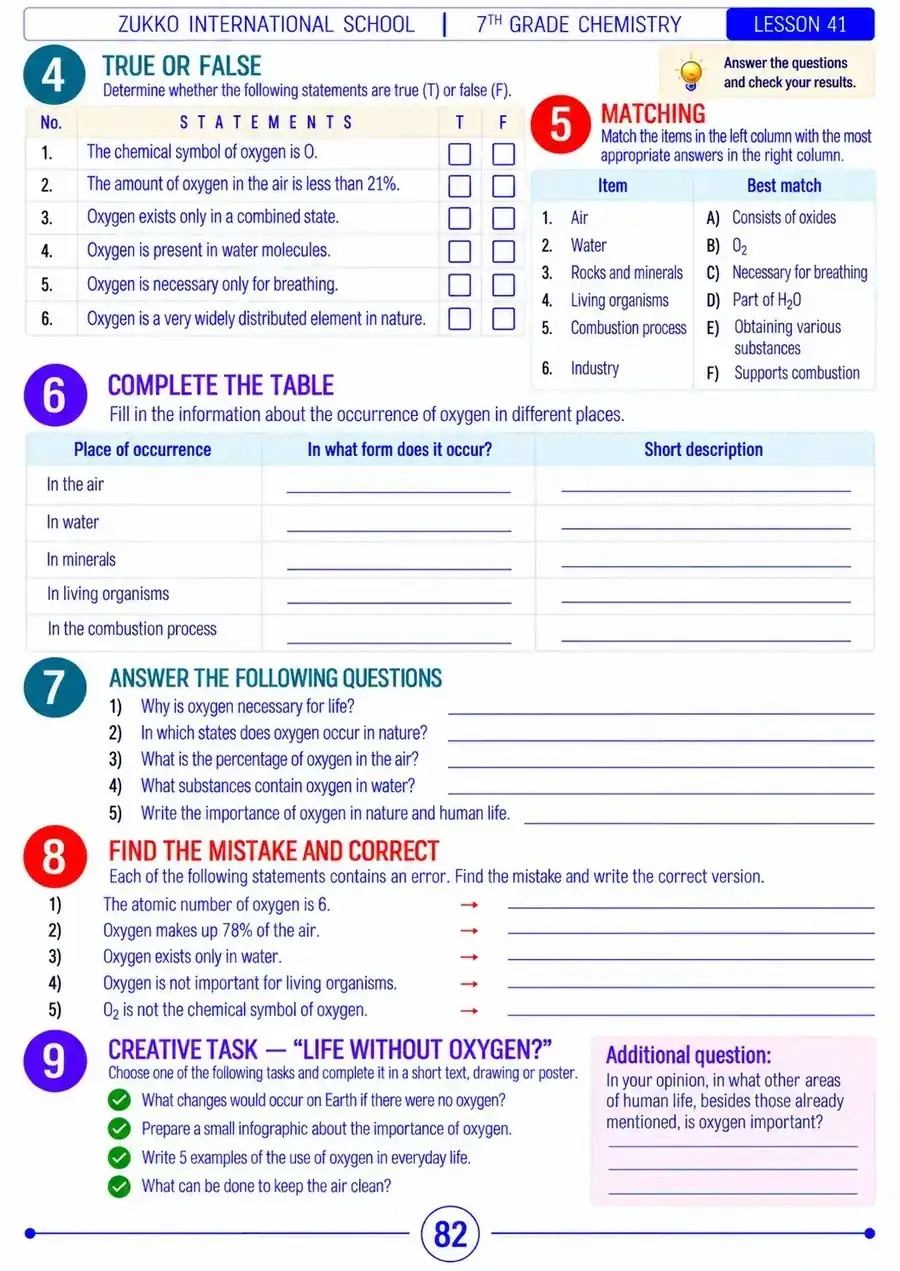 ZUKKO INTERNATIONAL SCHOOL | 7TH GRADE CHEMISTRY LESSON 41
4 TRUE OR FALSE
Determine whether the following statements are true (T) or false (F).
Answer the questions
and check your results.
No. STATEMENTS T F
1. The chemical symbol of oxygen is O.
2. The amount of oxygen in the air is less than 21%.
3. Oxygen exists only in a combined state.
4. Oxygen is present in water molecules.
5. Oxygen is necessary only for breathing.
6. Oxygen is a very widely distributed element in nature.
5 MATCHING
Match the items in the left column with the most
appropriate answers in the right column.
Item Best match
1. Air A) Consists of oxides
2. Water B) O₂
3. Rocks and minerals C) Necessary for breathing
4. Living organisms D) Part of H₂O
5. Combustion process E) Obtaining various
substances
6. Industry F) Supports combustion
6 COMPLETE THE TABLE
Fill in the information about the occurrence of oxygen in different places.
Place of occurrence In what form does it occur? Short description
In the air
In water
In minerals
In living organisms
In the combustion process
7 ANSWER THE FOLLOWING QUESTIONS
1) Why is oxygen necessary for life?
2) In which states does oxygen occur in nature?
3) What is the percentage of oxygen in the air?
4) What substances contain oxygen in water?
5) Write the importance of oxygen in nature and human life.
8 FIND THE MISTAKE AND CORRECT
Each of the following statements contains an error. Find the mistake and write the correct version.
1) The atomic number of oxygen is 6. →
2) Oxygen makes up 78% of the air. →
3) Oxygen exists only in water. →
4) Oxygen is not important for living organisms. →
5) O₂ is not the chemical symbol of oxygen. →
9 CREATIVE TASK — “LIFE WITHOUT OXYGEN?”
Choose one of the following tasks and complete it in a short text, drawing or poster.
What changes would occur on Earth if there were no oxygen?
Prepare a small infographic about the importance of oxygen.
Write 5 examples of the use of oxygen in everyday life.
What can be done to keep the air clean?
Additional question:
In your opinion, in what other areas
of human life, besides those already
mentioned, is oxygen important?
82